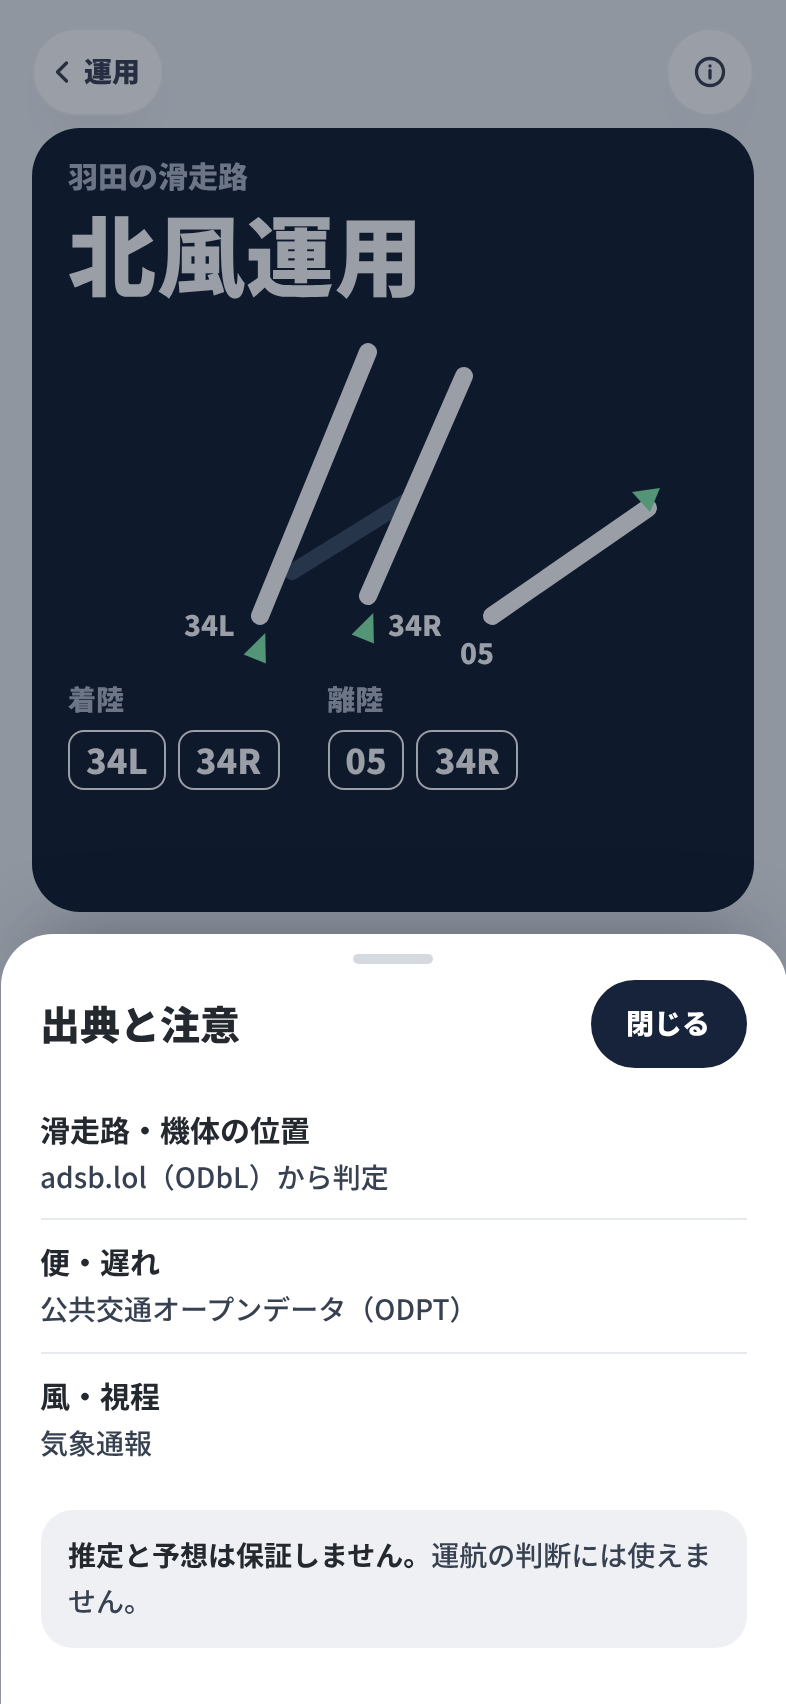 運用
羽田の滑走路
北風運用
34L
34R
05
着陸
離陸
34L
34R
05
34R
出典と注意
閉じる
滑走路・機体の位置
adsb.lol（ODbL）から判定
便・遅れ
公共交通オープンデータ（ODPT）
風・視程
気象通報
推定と予想は保証しません。運航の判断には使えま
せん。